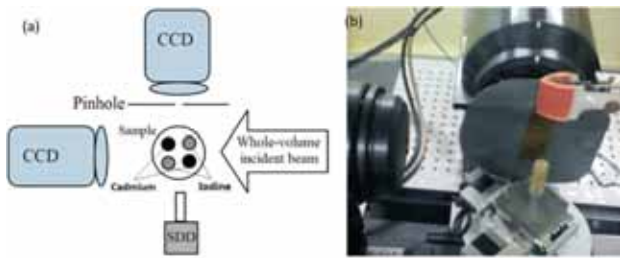 (a)
CCD
Pinhole
Sample
CCD
Whole-volume
incident beam
Cadmium
Iodine
SDD
(b)